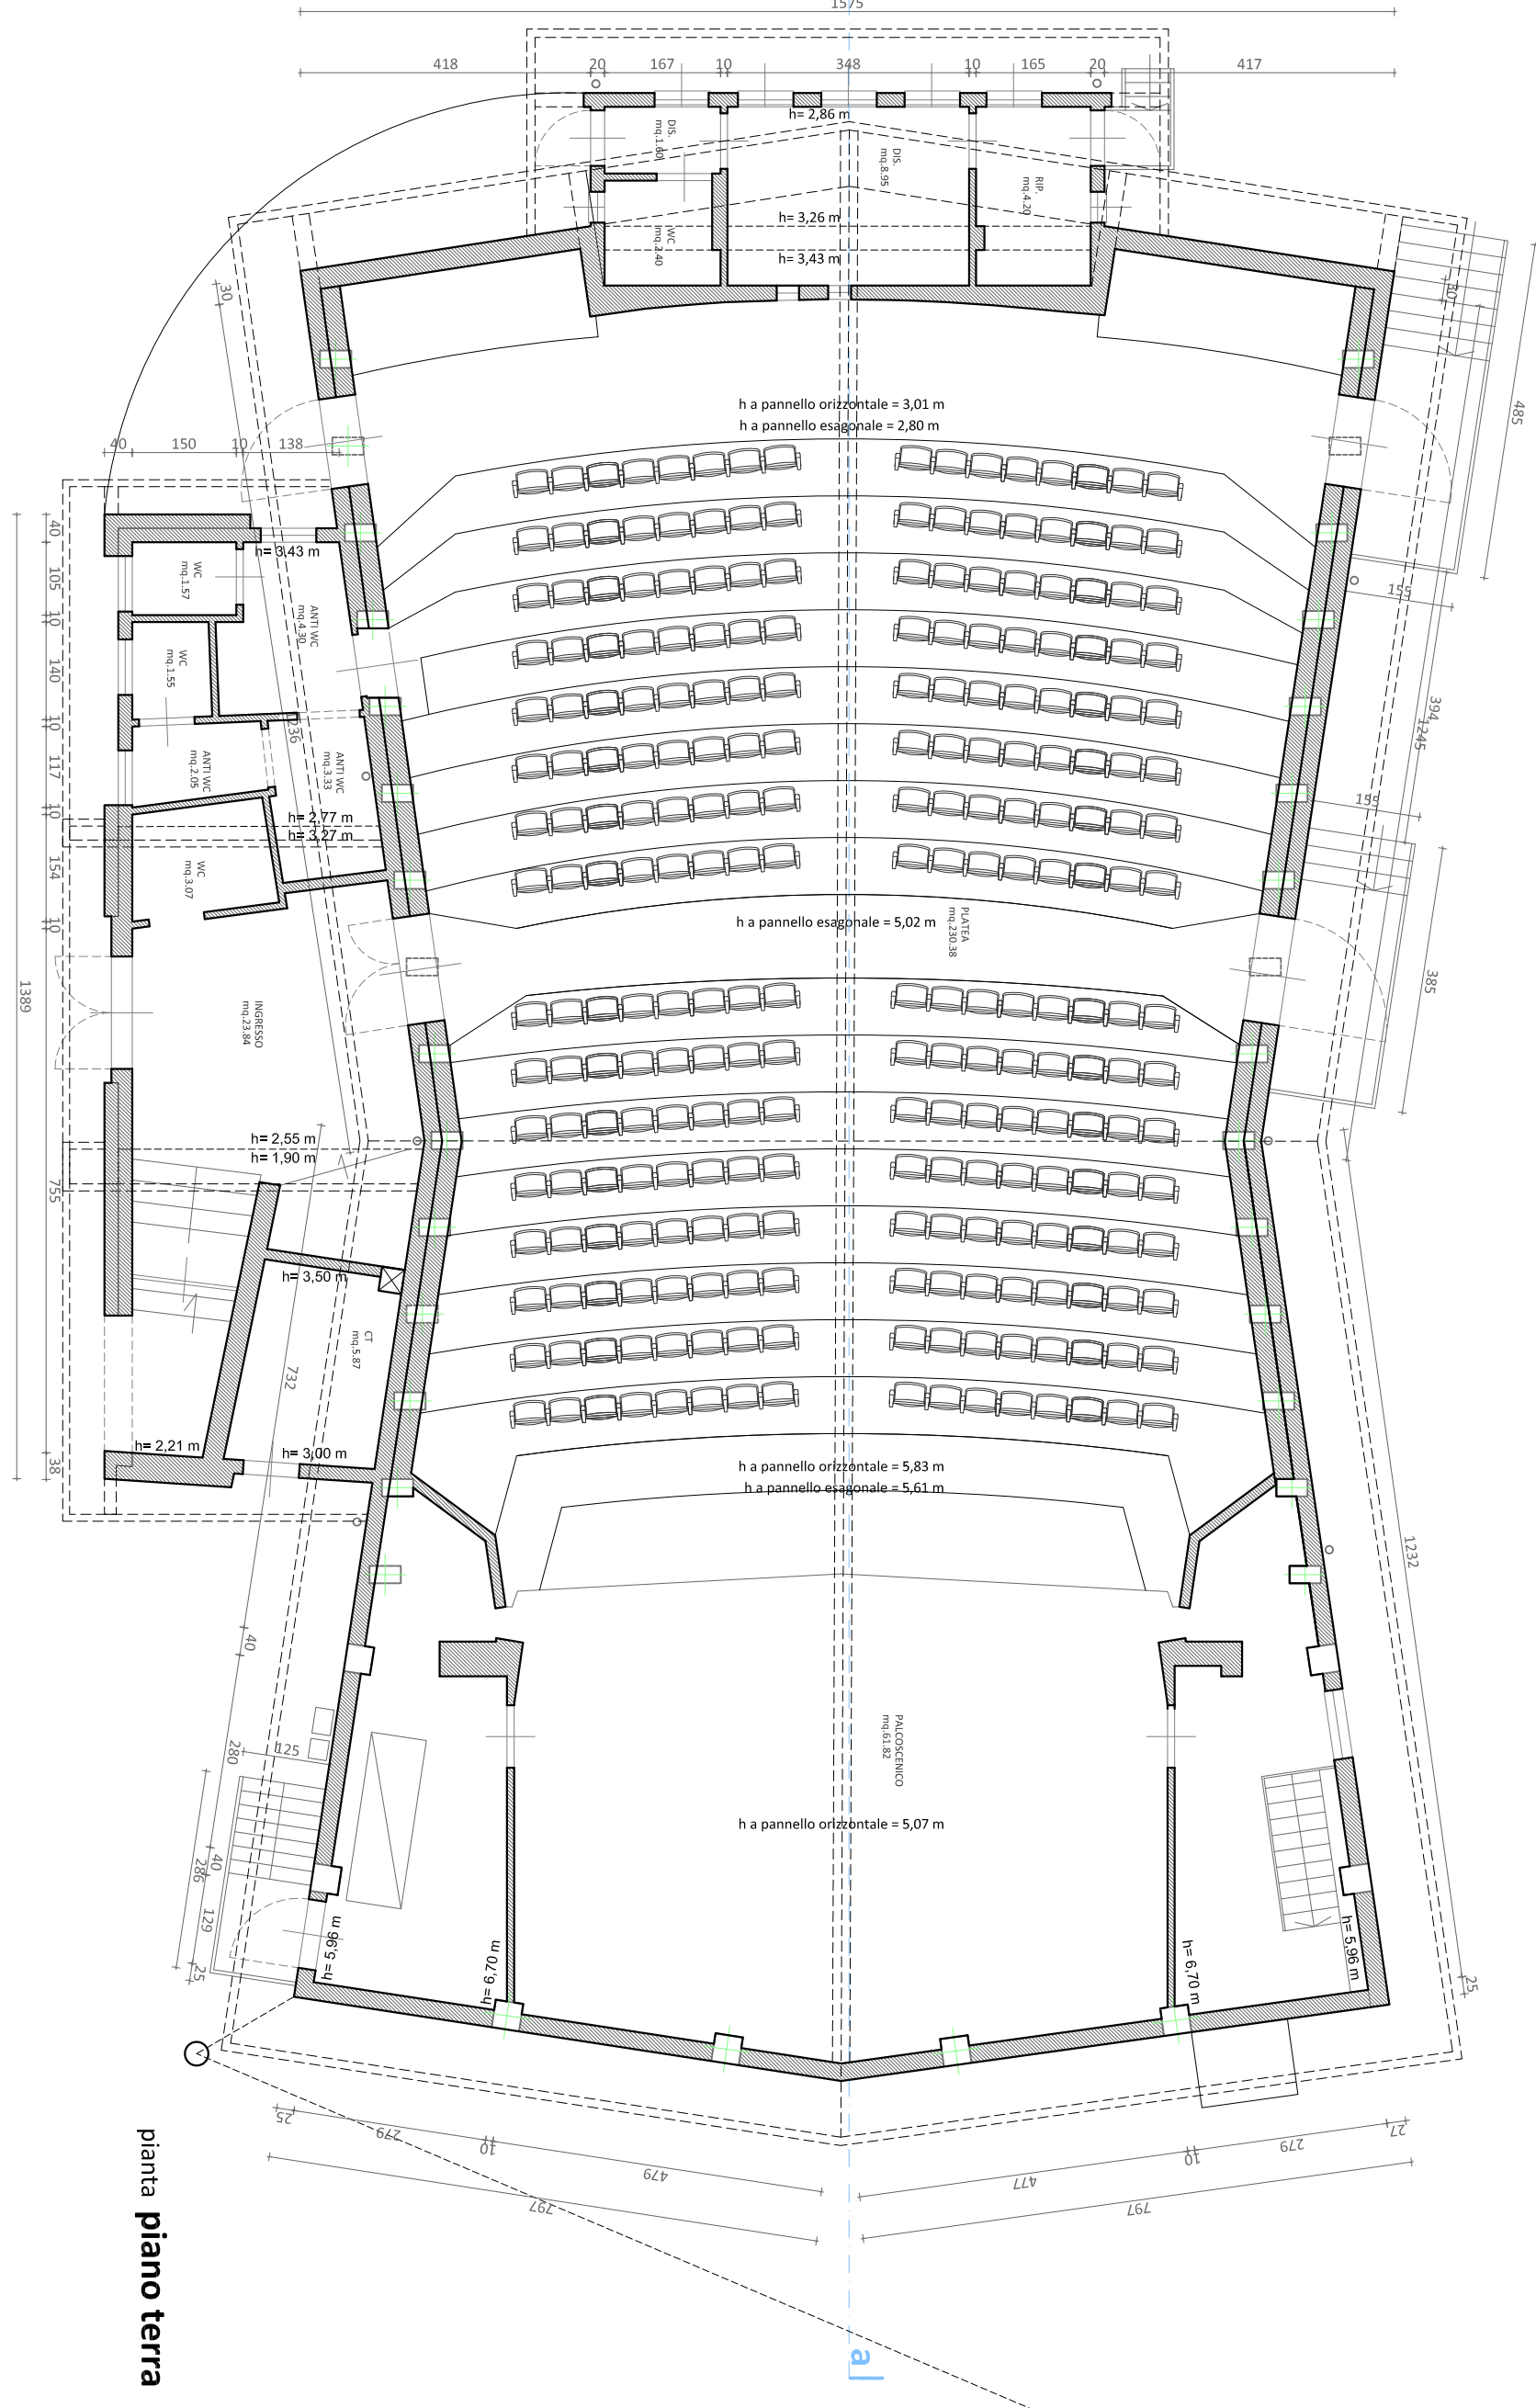 1575
418
20
167
10
348
10
165
20
417
h= 2,86 m
DIS.
mq.1.60
DIS.
mq.8.95
RIP.
mq.4.20
WC
mq.2.40
h= 3,26 m
h= 3,43 m
30
30
485
h a pannello orizzontale = 3,01 m
h a pannello esagonale = 2,80 m
40
150
10
138
40
105
10
140
10
117
10
154
10
755
38
1389
h= 3,43 m
WC
mq.1.57
ANTI WC
mq.4.30
WC
mq.1.55
236
ANTI WC
mq.2.05
ANTI WC
mq.3.33
h= 2,77 m
h= 3,27 m
WC
mq.3.07
155
394
1245
155
385
h a pannello esagonale = 5,02 m
PLATEA
mq.230.38
INGRESSO
mq.23.84
h= 2,55 m
h= 1,90 m
h= 3,50 m
CT
mq.5.87
732
h= 2,21 m
h= 3,00 m
h a pannello orizzontale = 5,83 m
h a pannello esagonale = 5,61 m
1232
40
280
125
PALCOSCENICO
mq.61.82
h a pannello orizzontale = 5,07 m
40
286
129
25
h= 5,96 m
h= 6,70 m
h= 6,70 m
h= 5,96 m
25
25
279
10
479
797
477
10
279
27
797
pianta piano terra
a